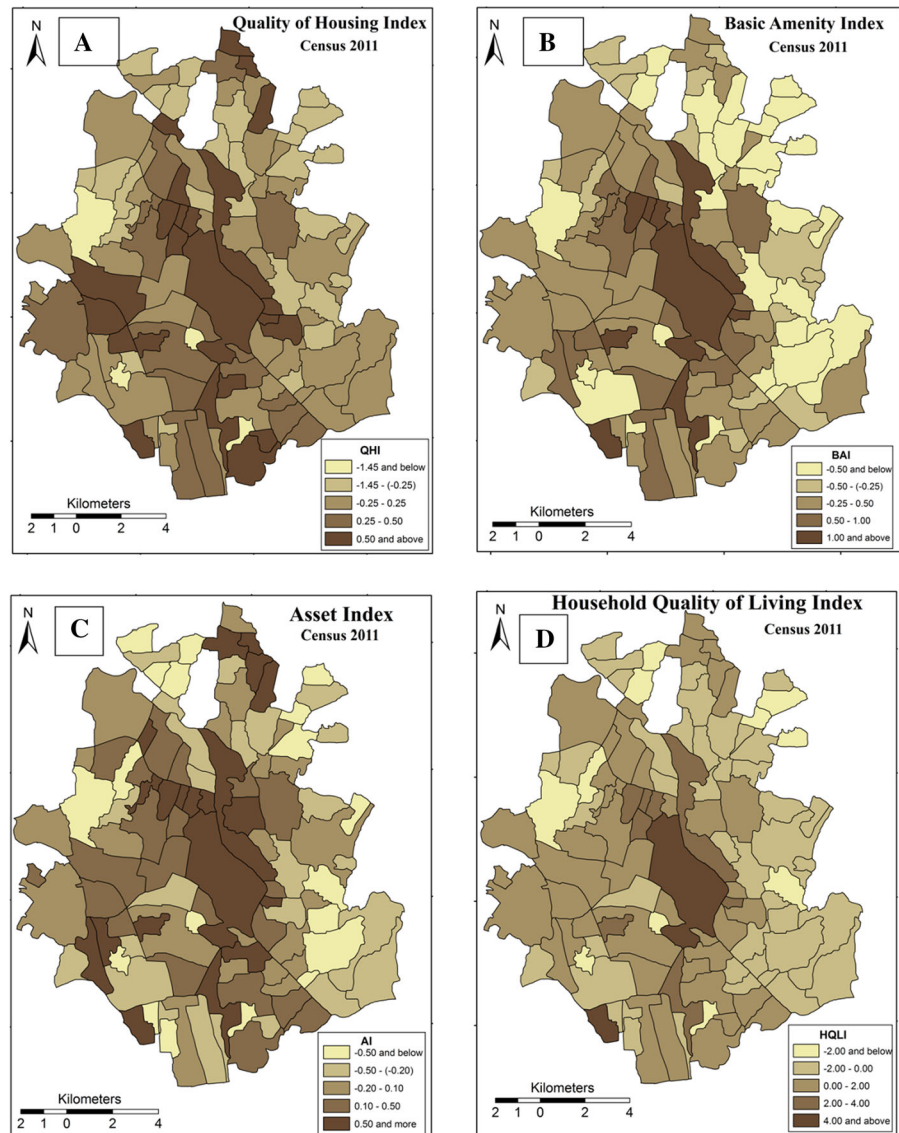 A
Quality of Housing Index
Census 2011
N
QHI
-1.45 and below
-1.45 - (-0.25)
-0.25 - 0.25
0.25 - 0.50
0.50 and above
Kilometers
2 1 0 2 4
B
Basic Amenity Index
Census 2011
N
BAI
-0.50 and below
-0.50 - (-0.25)
-0.25 - 0.50
0.50 - 1.00
1.00 and above
Kilometers
2 1 0 2 4
C
Asset Index
Census 2011
N
AI
-0.50 and below
-0.50 - (-0.20)
-0.20 - 0.10
0.10 - 0.50
0.50 and more
Kilometers
2 1 0 2 4
D
Household Quality of Living Index
Census 2011
N
HQLI
-2.00 and below
-2.00 - 0.00
0.00 - 2.00
2.00 - 4.00
4.00 and above
Kilometers
2 1 0 2 4